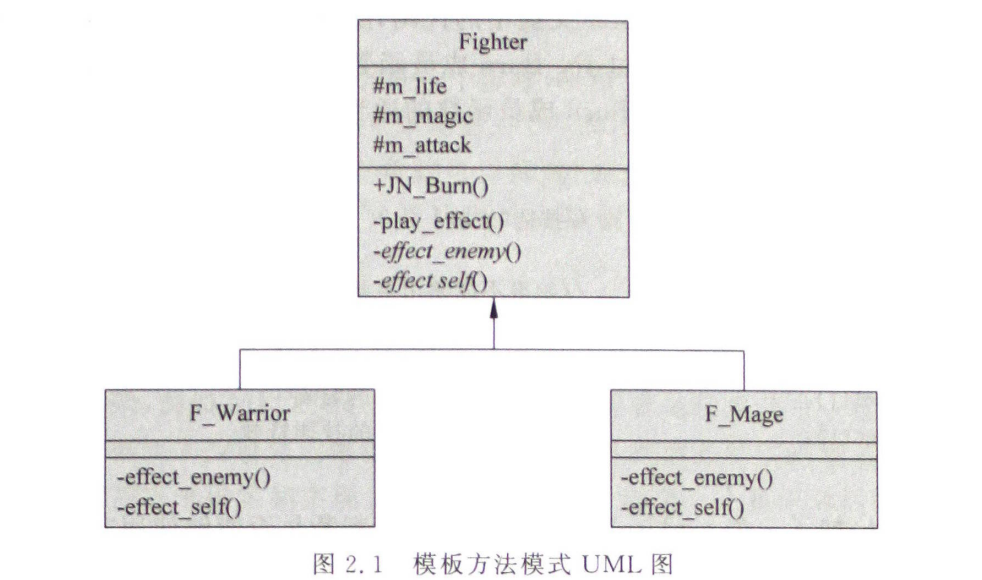 Fighter
#m_life
#m_magic
#m_attack
+JN_Burn()
-play_effect()
-effect_enemy()
-effect self()
F_Warrior
-effect_enemy()
-effect_self()
F_Mage
-effect_enemy()
-effect_self()
图 2.1 模板方法模式 UML 图